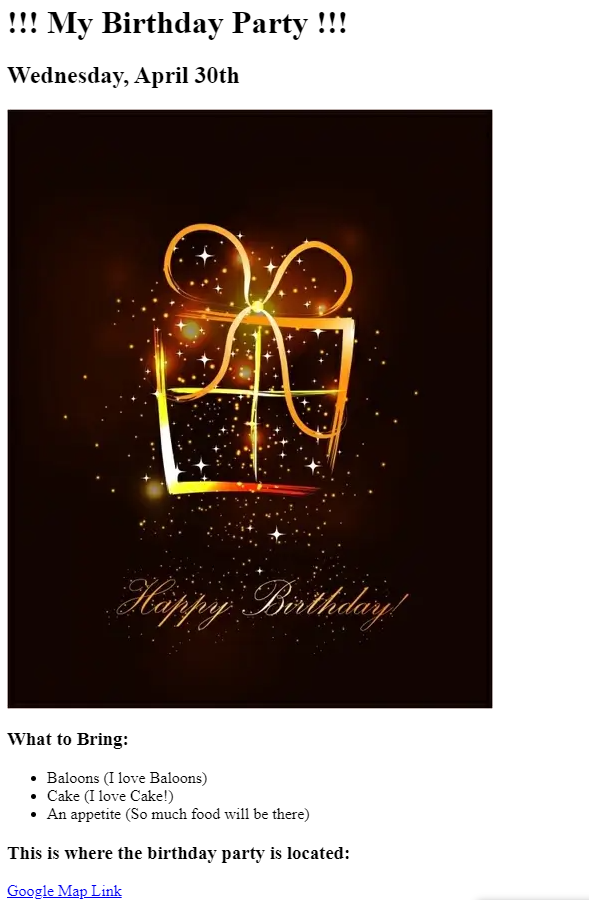 !!! My Birthday Party !!!
Wednesday, April 30th
Happy Birthday!
What to Bring:
Baloons (I love Baloons)
Cake (I love Cake!)
An appetite (So much food will be there)
This is where the birthday party is located:
Google Map Link